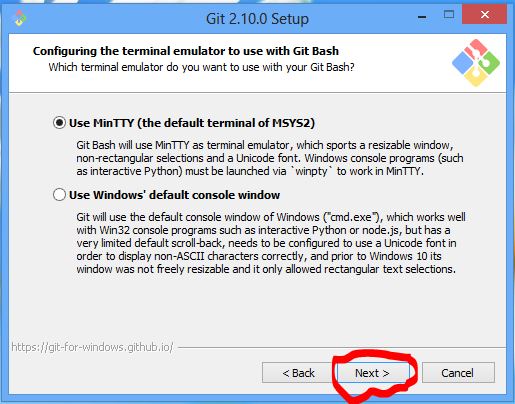 Git 2.10.0 Setup
Configuring the terminal emulator to use with Git Bash
Which terminal emulator do you want to use with your Git Bash?
Use MinTTY (the default terminal of MSYS2)
Git Bash will use MinTTY as terminal emulator, which sports a resizable window,
non-rectangular selections and a Unicode font. Windows console programs (such
as interactive Python) must be launched via `winpty` to work in MinTTY.
Use Windows' default console window
Git will use the default console window of Windows ("cmd.exe"), which works well
with Win32 console programs such as interactive Python or node.js, but has a
very limited default scroll-back, needs to be configured to use a Unicode font in
order to display non-ASCII characters correctly, and prior to Windows 10 its
window was not freely resizable and it only allowed rectangular text selections.
https://git-for-windows.github.io/
< Back Next > Cancel